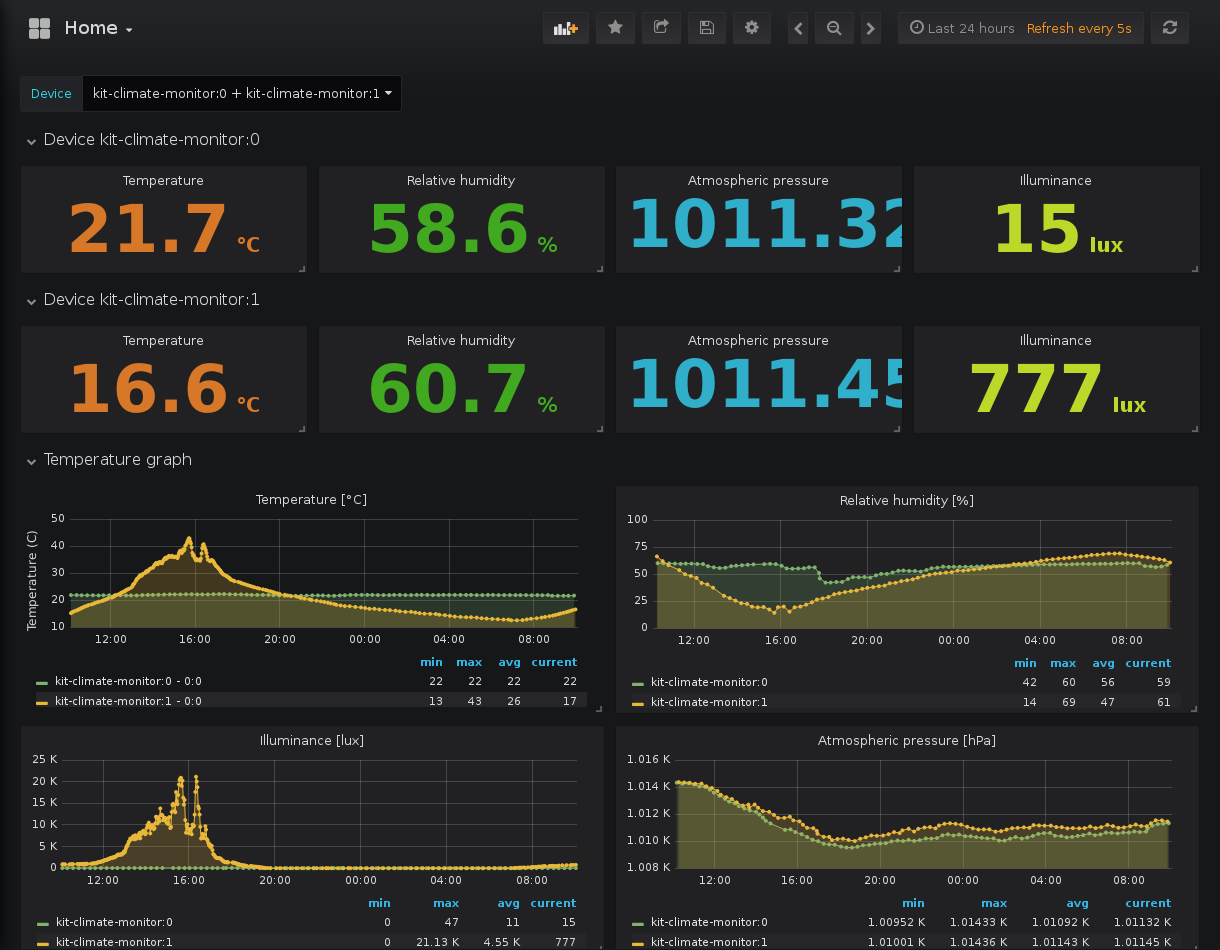 Home
Last 24 hours Refresh every 5s
Device kit-climate-monitor:0 + kit-climate-monitor:1
Device kit-climate-monitor:0
Temperature Relative humidity Atmospheric pressure Illuminance
21.7 °C 58.6 % 1011.32 15 lux
Device kit-climate-monitor:1
Temperature Relative humidity Atmospheric pressure Illuminance
16.6 °C 60.7 % 1011.45 777 lux
Temperature graph
Temperature [°C]
Temperature (C)
50
40
30
20
10
12:00 16:00 20:00 00:00 04:00 08:00
min max avg current
kit-climate-monitor:0 - 0:0 22 22 22 22
kit-climate-monitor:1 - 0:0 13 43 26 17
Relative humidity [%]
100
75
50
25
0
12:00 16:00 20:00 00:00 04:00 08:00
min max avg current
kit-climate-monitor:0 42 60 56 59
kit-climate-monitor:1 14 69 47 61
Illuminance [lux]
25 K
20 K
15 K
10 K
5 K
0
12:00 16:00 20:00 00:00 04:00 08:00
min max avg current
kit-climate-monitor:0 0 47 11 15
kit-climate-monitor:1 0 21.13 K 4.55 K 777
Atmospheric pressure [hPa]
1.016 K
1.014 K
1.012 K
1.010 K
1.008 K
12:00 16:00 20:00 00:00 04:00 08:00
min max avg current
kit-climate-monitor:0 1.00952 K 1.01433 K 1.01092 K 1.01132 K
kit-climate-monitor:1 1.01001 K 1.01436 K 1.01143 K 1.01145 K